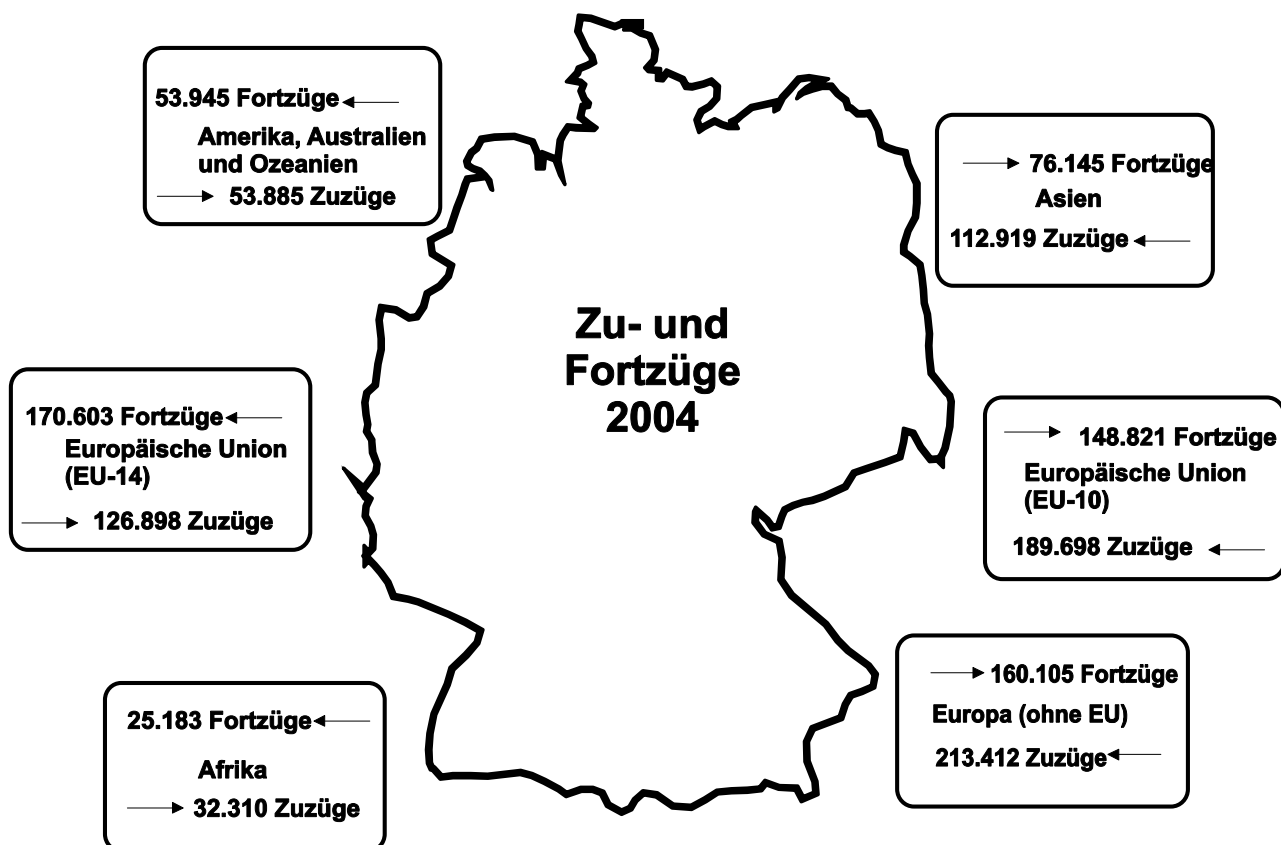 53.945 Fortzüge
Amerika, Australien
und Ozeanien
53.885 Zuzüge
76.145 Fortzüge
Asien
112.919 Zuzüge
Zu- und
Fortzüge
2004
170.603 Fortzüge
Europäische Union
(EU-14)
126.898 Zuzüge
148.821 Fortzüge
Europäische Union
(EU-10)
189.698 Zuzüge
25.183 Fortzüge
Afrika
32.310 Zuzüge
160.105 Fortzüge
Europa (ohne EU)
213.412 Zuzüge